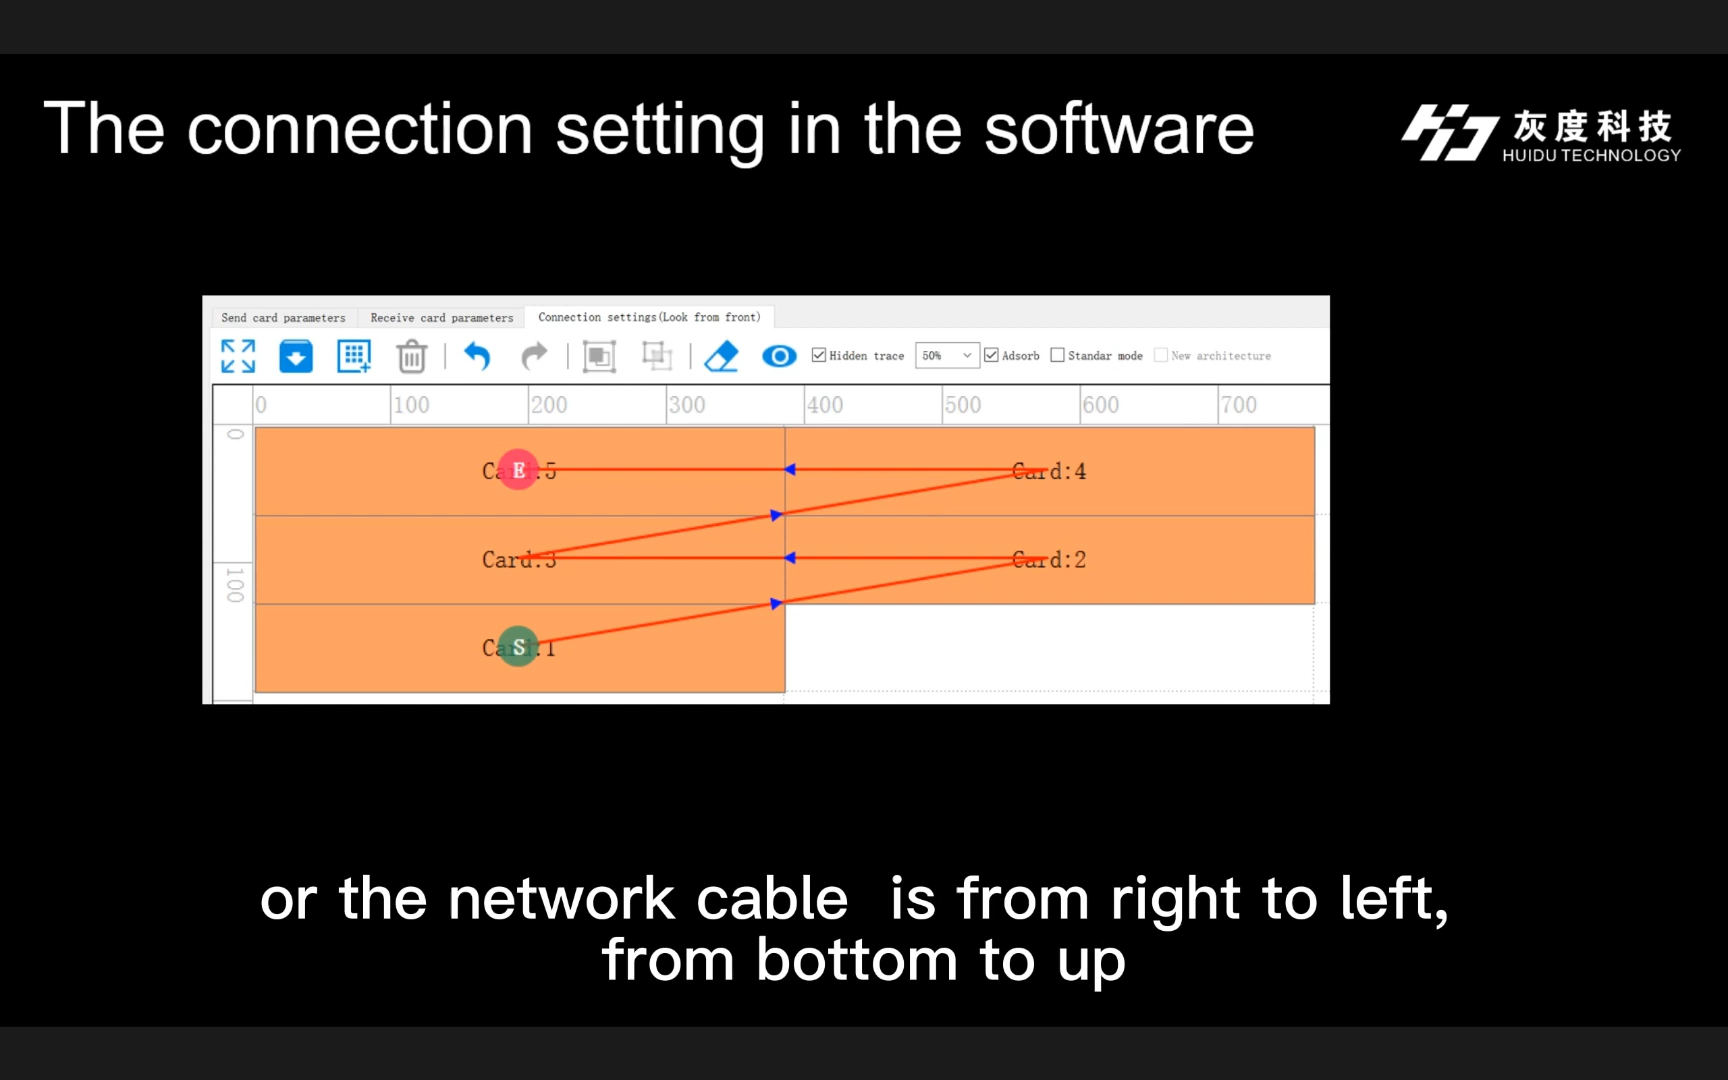 The connection setting in the software
灰度科技
HUIDU TECHNOLOGY
Send card parameters Receive card parameters Connection settings(Look from front)
Hidden trace 50% Adsorb Standar mode New architecture
0 100 200 300 400 500 600 700
0
100
Card:5 E Card:4
Card:3 Card:2
Card:1 S
or the network cable is from right to left,
from bottom to up